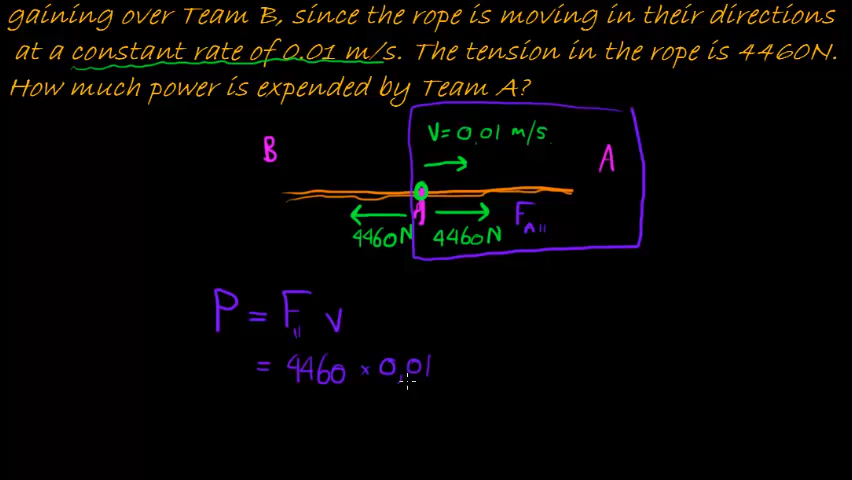 gaining over Team B, since the rope is moving in their directions
at a constant rate of 0.01 m/s. The tension in the rope is 4460N.
How much power is expended by Team A?
V= 0.01 m/s
B
A
4460N 4460N F A||
P = F|| v
= 4460 × 0.01